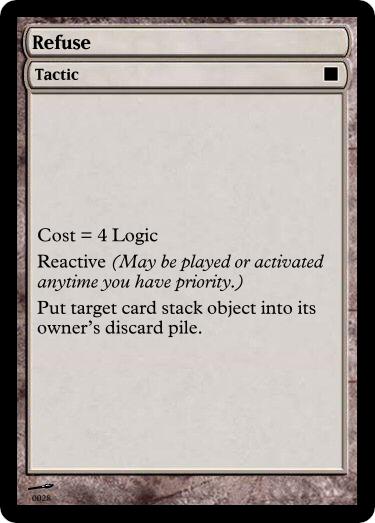 Refuse
Tactic
Cost = 4 Logic
Reactive (May be played or activated
anytime you have priority.)
Put target card stack object into its
owner's discard pile.
0028